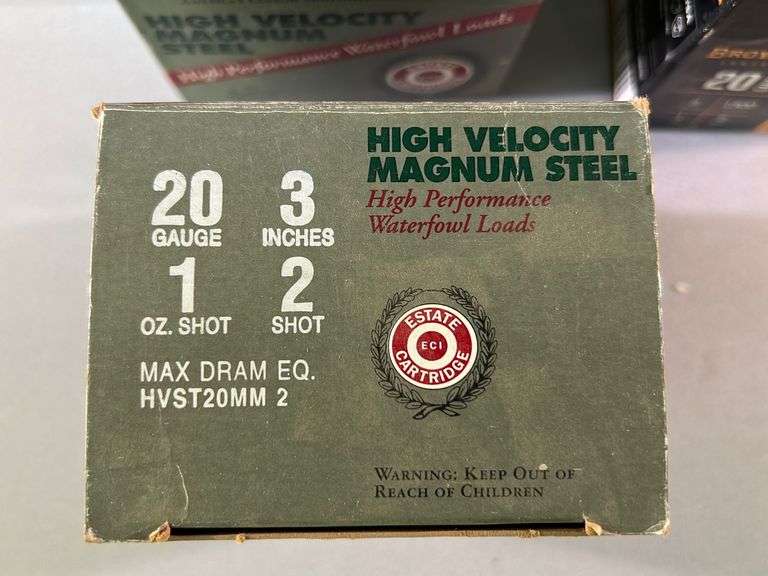 HIGH VELOCITY
MAGNUM
STEEL
High Performance Waterfowl Loads
20
20 3
GAUGE INCHES
1 2
OZ. SHOT SHOT
MAX DRAM EQ.
HVST20MM 2
HIGH VELOCITY
MAGNUM STEEL
High Performance
Waterfowl Loads
ESTATE
ECI
CARTRIDGE
WARNING: KEEP OUT OF
REACH OF CHILDREN